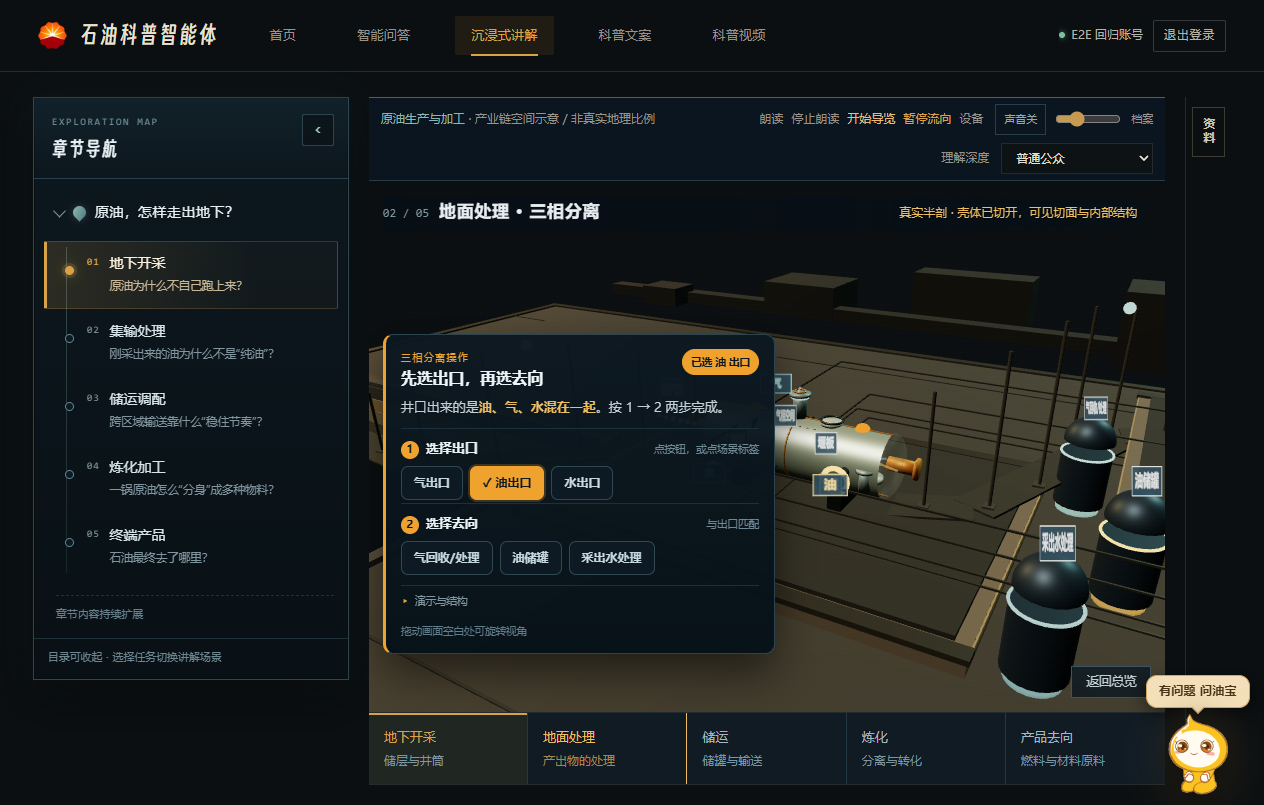 石油科普智能体
首页
智能问答
沉浸式讲解
科普文案
科普视频
E2E 回归账号
退出登录
EXPLORATION MAP
章节导航
原油，怎样走出地下？
01 地下开采
原油为什么不自己跑上来？
02 集输处理
刚采出来的油为什么不是“纯油”？
03 储运调配
跨区域输送靠什么“稳住节奏”？
04 炼化加工
一锅原油怎么“分身”成多种物料？
05 终端产品
石油最终去了哪里？
章节内容持续扩展
目录可收起 · 选择任务切换讲解场景
原油生产与加工 · 产业链空间示意 / 非真实地理比例
朗读 停止朗读 开始导览 暂停流向 设备 声音关 档案
理解深度 普通公众
02 / 05 地面处理 • 三相分离
真实半剖 · 壳体已切开，可见切面与内部结构
三相分离操作
先选出口，再选去向
已选 油 出口
井口出来的是油、气、水混在一起。按 1 → 2 两步完成。
1 选择出口
点按钮，或点场景标签
气出口
✓ 油出口
水出口
2 选择去向
与出口匹配
气回收/处理
油储罐
采出水处理
▸ 演示与结构
拖动画面空白处可旋转视角
气
堰板
油
气回收/处理
油储罐
采出水处理
返回总览
地下开采
储层与井筒
地面处理
产出物的处理
储运
储罐与输送
炼化
分离与转化
产品去向
燃料与材料原料
资料
有问题 问油宝